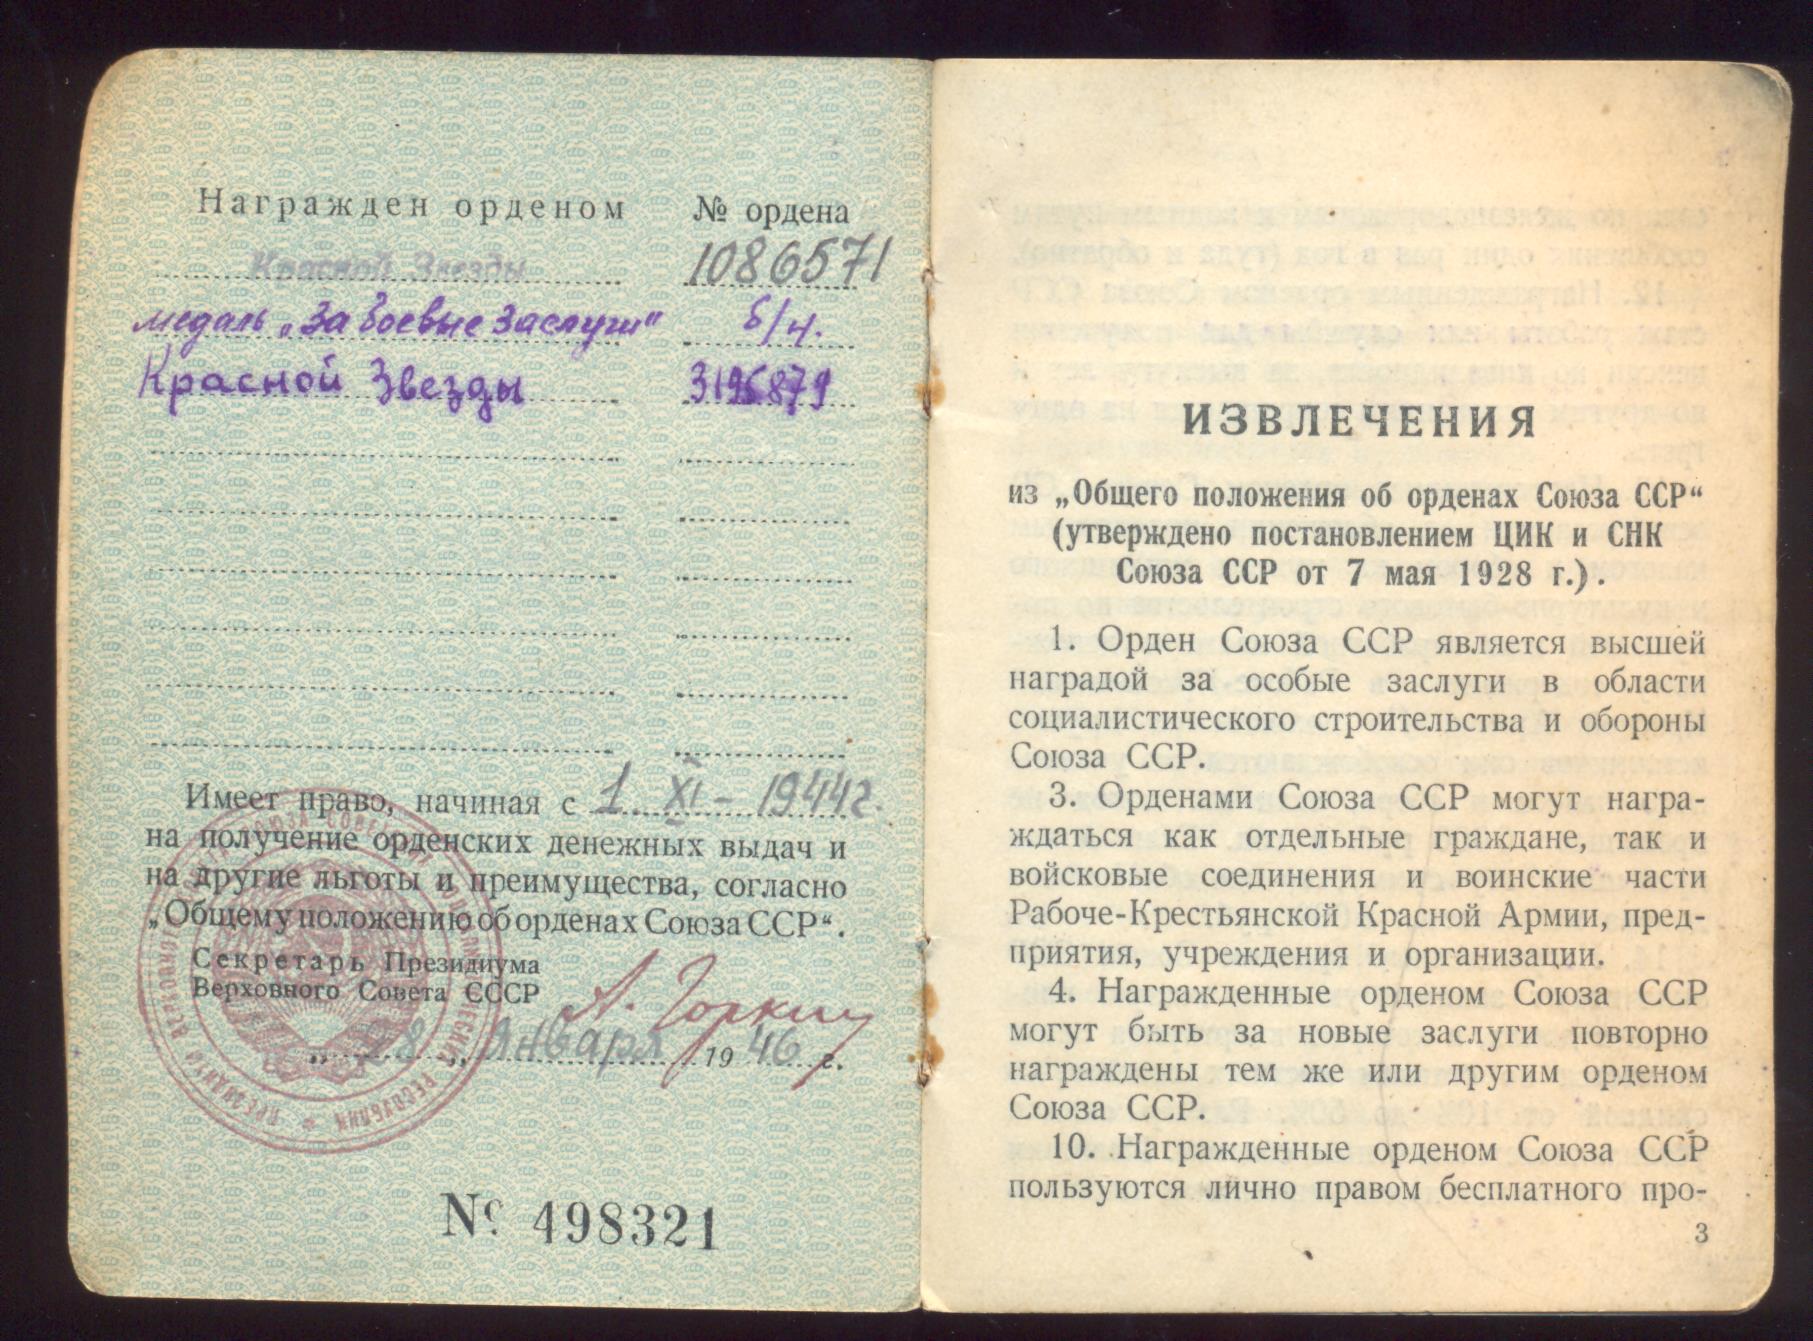 Награжден орденом № ордена
Красной Звезды 1086571
медаль „За боевые заслуги“ б/н.
Красной Звезды 3195879
Имеет право, начиная с 1. XI – 1944 г.
на получение орденских денежных выдач и
на другие льготы и преимущества, согласно
„Общему положению об орденах Союза ССР“.
Секретарь Президиума
Верховного Совета СССР
А. Горкин
„ 8 „ Января 19 46 г.
№ 498321
ИЗВЛЕЧЕНИЯ
из „Общего положения об орденах Союза ССР“
(утверждено постановлением ЦИК и СНК
Союза ССР от 7 мая 1928 г.).
1. Орден Союза ССР является высшей
наградой за особые заслуги в области
социалистического строительства и обороны
Союза ССР.
3. Орденами Союза ССР могут награ-
ждаться как отдельные граждане, так и
войсковые соединения и воинские части
Рабоче-Крестьянской Красной Армии, пред-
приятия, учреждения и организации.
4. Награжденные орденом Союза ССР
могут быть за новые заслуги повторно
награждены тем же или другим орденом
Союза ССР.
10. Награжденные орденом Союза ССР
пользуются лично правом бесплатного про-
3